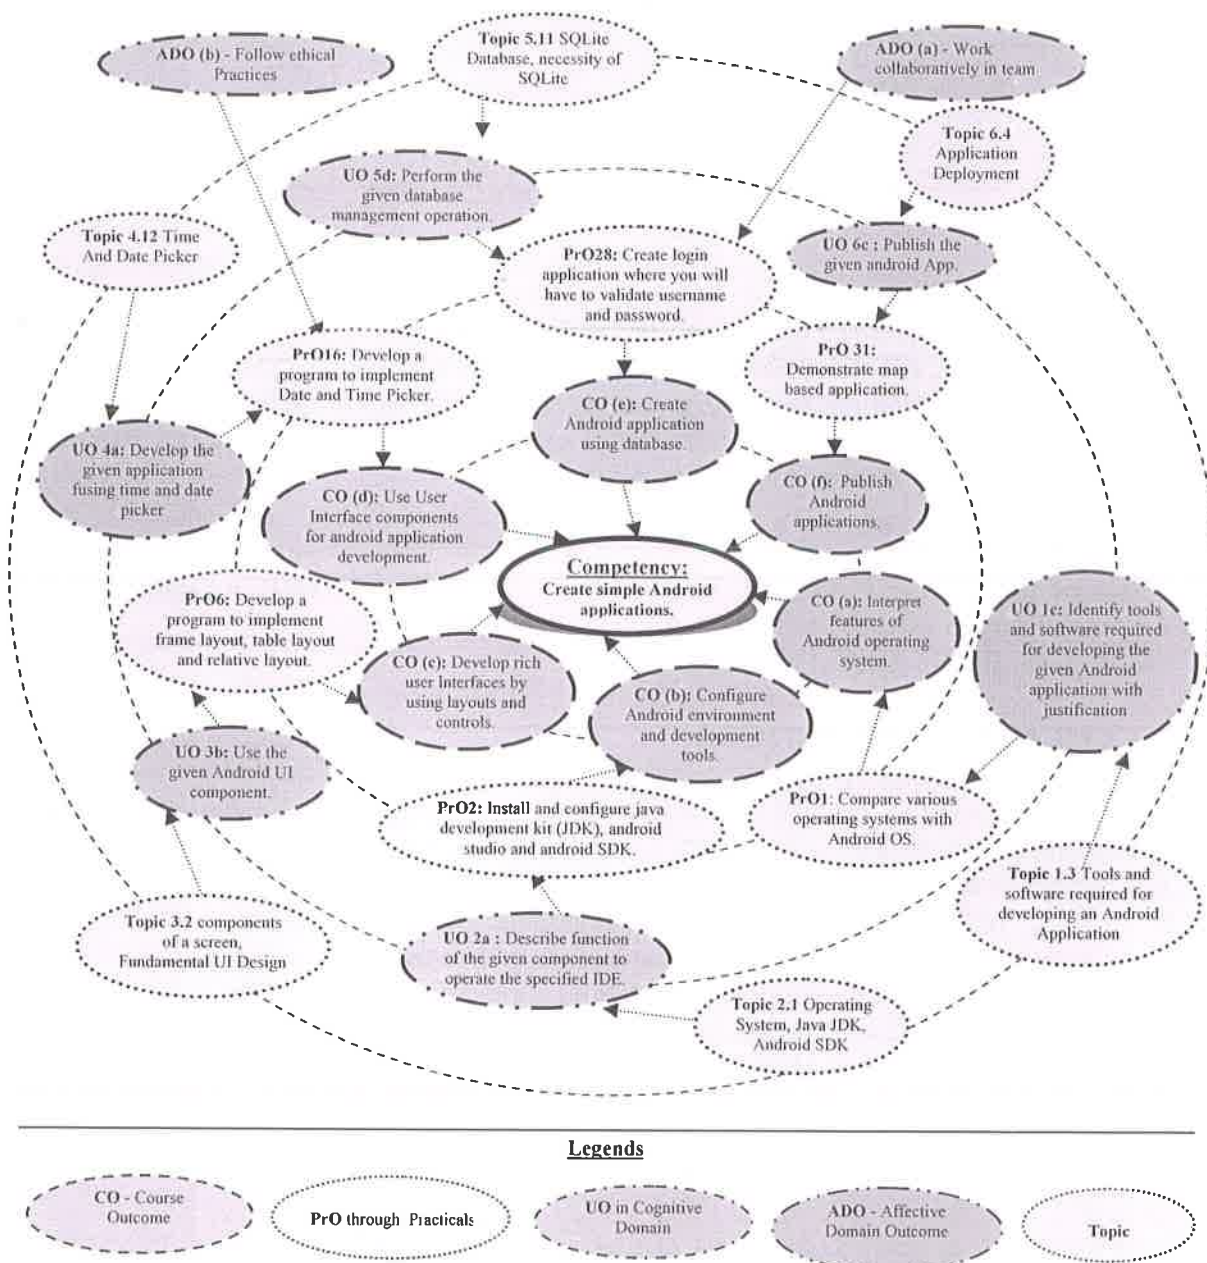 ADO (b) - Follow ethical
Practices
Topic 5.11 SQLite
Database, necessity of
SQLite
ADO (a) - Work
collaboratively in team.
Topic 6.4
Application
Deployment
UO 5d: Perform the
given database
management operation.
Topic 4.12 Time
And Date Picker
PrO28: Create login
application where you will
have to validate username
and password.
UO 6c : Publish the
given android App.
PrO16: Develop a
program to implement
Date and Time Picker.
PrO 31:
Demonstrate map
based application.
CO (e): Create
Android application
using database.
UO 4a: Develop the
given application
fusing time and date
picker
CO (d): Use User
Interface components
for android application
development.
CO (f): Publish
Android
applications.
Competency:
Create simple Android
applications.
PrO6: Develop a
program to implement
frame layout, table layout
and relative layout.
CO (a): Interpret
features of
Android operating
system.
UO 1c: Identify tools
and software required
for developing the
given Android
application with
justification
CO (c): Develop rich
user Interfaces by
using layouts and
controls.
CO (b): Configure
Android environment
and development
tools.
UO 3b: Use the
given Android UI
component.
PrO2: Install and configure java
development kit (JDK), android
studio and android SDK.
PrO1: Compare various
operating systems with
Android OS.
Topic 1.3 Tools and
software required for
developing an Android
Application
Topic 3.2 components
of a screen,
Fundamental UI Design
UO 2a : Describe function
of the given component to
operate the specified IDE.
Topic 2.1 Operating
System, Java JDK,
Android SDK
Legends
CO - Course
Outcome
PrO through Practicals
UO in Cognitive
Domain
ADO - Affective
Domain Outcome
Topic